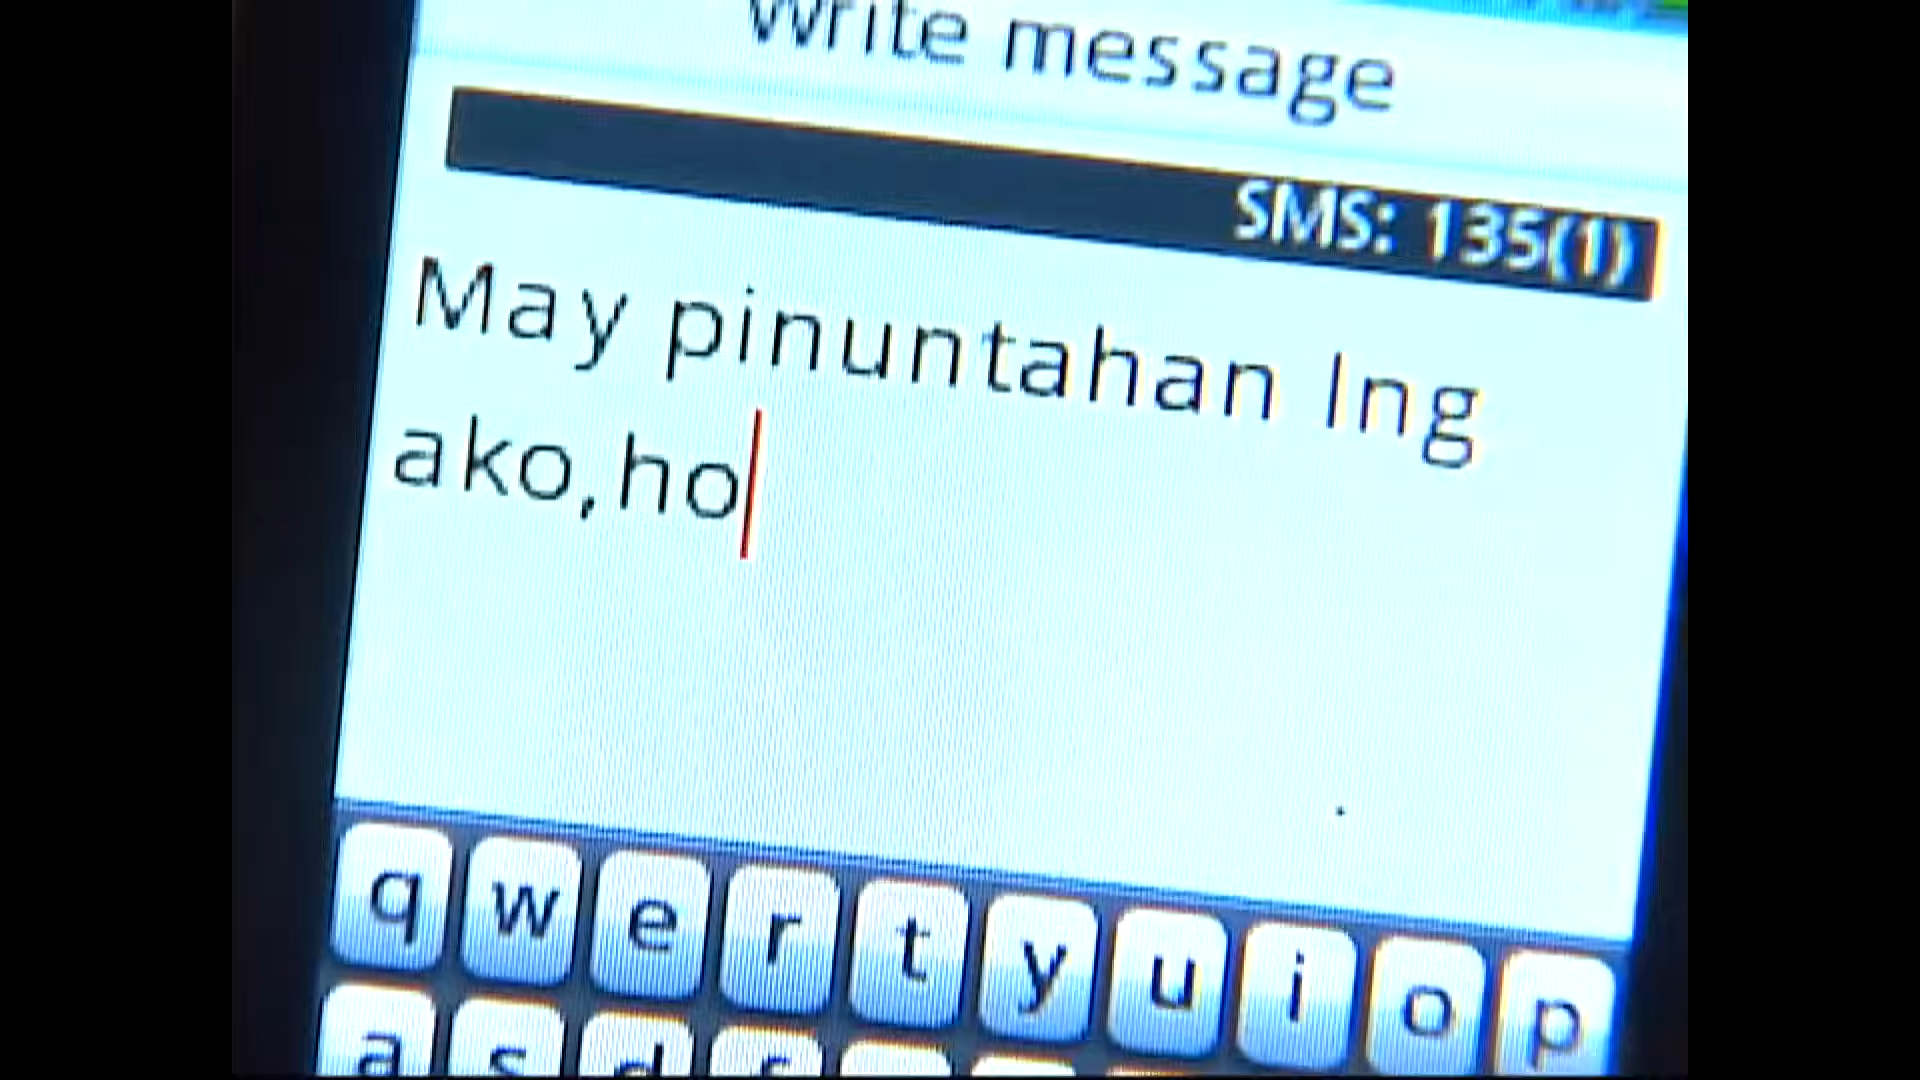 Write message
SMS: 135(1)
May pinuntahan lng
ako,ho
q w e r t y u i o p
a s d f